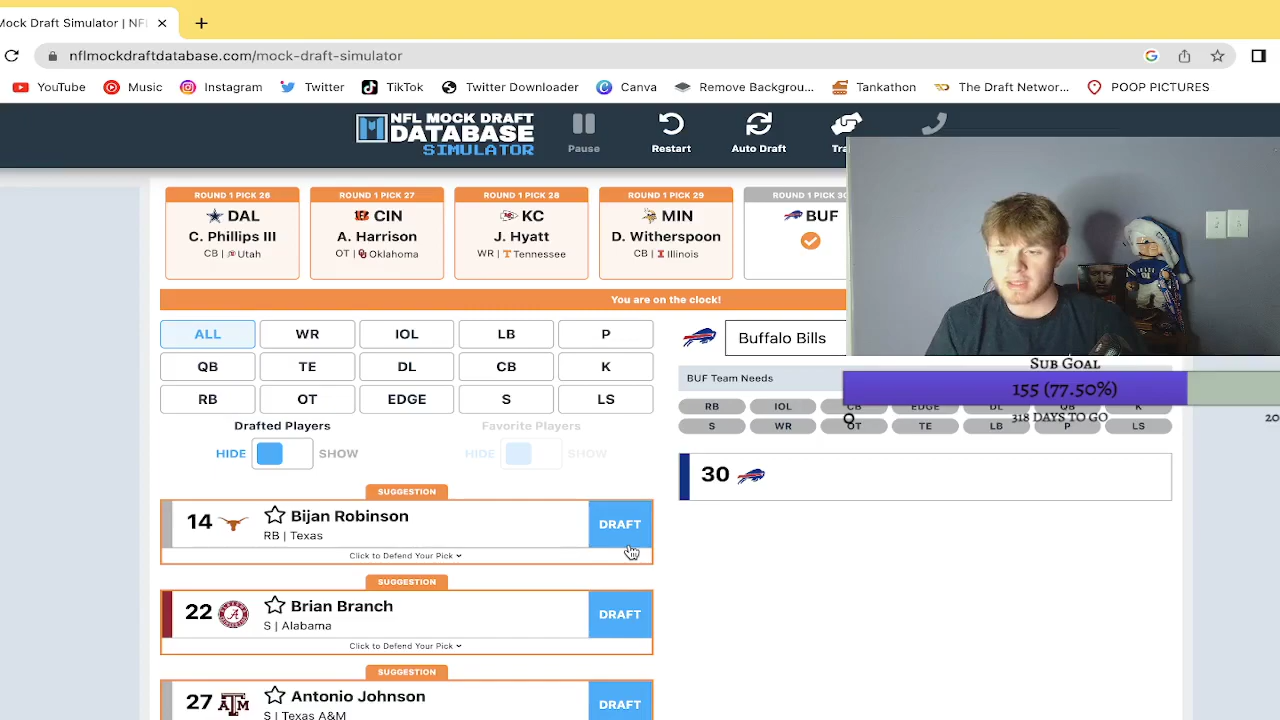 Mock Draft Simulator | NF
nflmockdraftdatabase.com/mock-draft-simulator
YouTube Music Instagram Twitter TikTok Twitter Downloader Canva Remove Backgrou... Tankathon The Draft Networ... POOP PICTURES
NFL MOCK DRAFT
DATABASE
SIMULATOR
Pause Restart Auto Draft Tra
ROUND 1 PICK 26 ROUND 1 PICK 27 ROUND 1 PICK 28 ROUND 1 PICK 29 ROUND 1 PICK 30
DAL CIN KC MIN BUF
C. Phillips III A. Harrison J. Hyatt D. Witherspoon
CB | Utah OT | Oklahoma WR | Tennessee CB | Illinois
You are on the clock!
ALL WR IOL LB P
Buffalo Bills
QB TE DL CB K
BUF Team Needs
RB OT EDGE S LS
SUB GOAL
155 (77.50%)
318 DAYS TO GO
RB IOL CB EDGE DL QB K
S WR OT TE LB P LS
Drafted Players Favorite Players
HIDE SHOW HIDE SHOW
30
SUGGESTION
14 Bijan Robinson DRAFT
RB | Texas
Click to Defend Your Pick
SUGGESTION
22 Brian Branch DRAFT
S | Alabama
Click to Defend Your Pick
SUGGESTION
27 Antonio Johnson DRAFT
S | Texas A&M